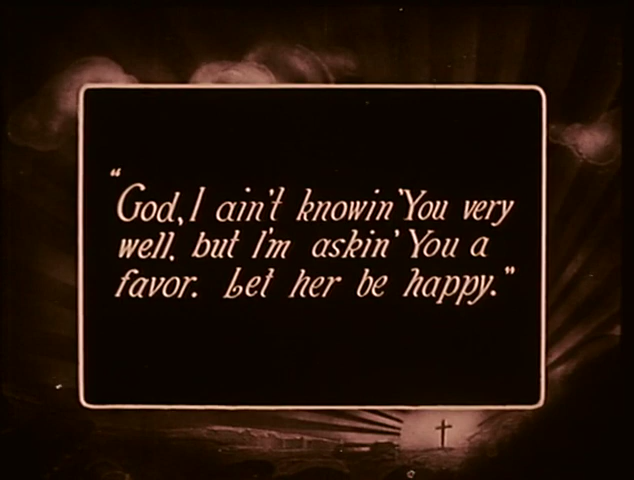 "God, I ain't knowin' You very
well, but I'm askin' You a
favor. Let her be happy."